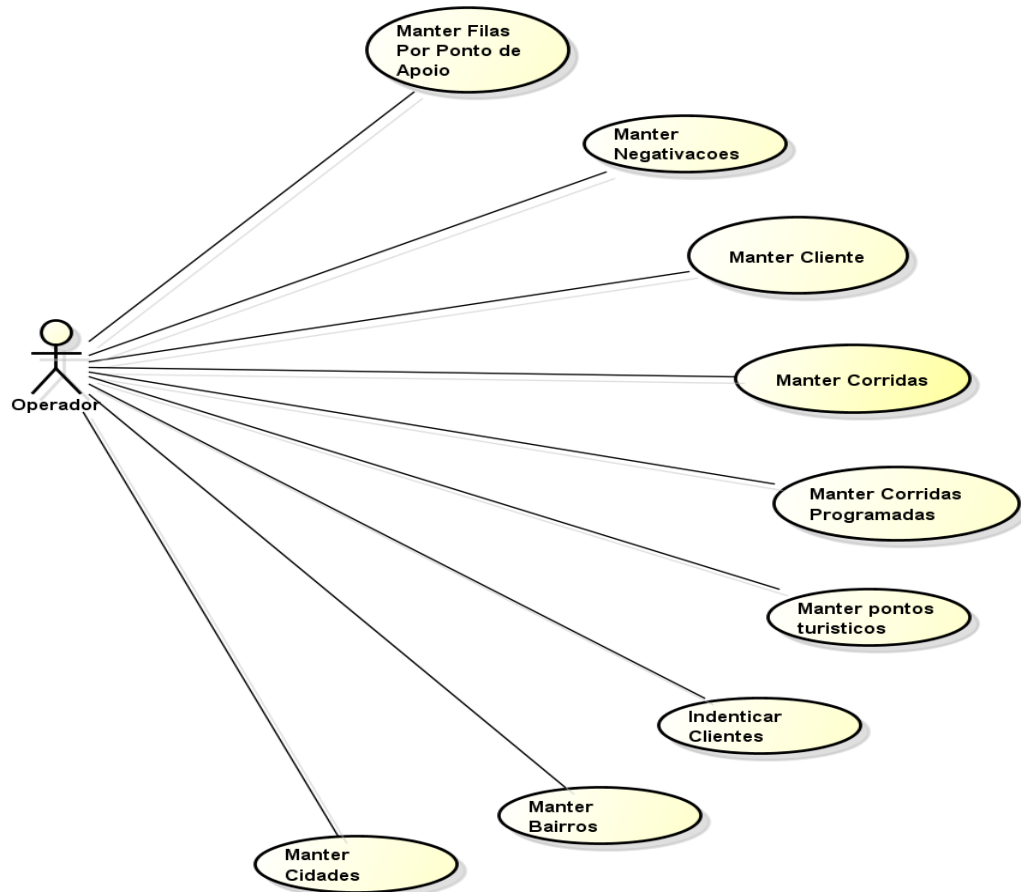 Manter Filas
Por Ponto de
Apoio
Manter
Negativacoes
Manter Cliente
Manter Corridas
Operador
Manter Corridas
Programadas
Manter pontos
turisticos
Indenticar
Clientes
Manter
Bairros
Manter
Cidades